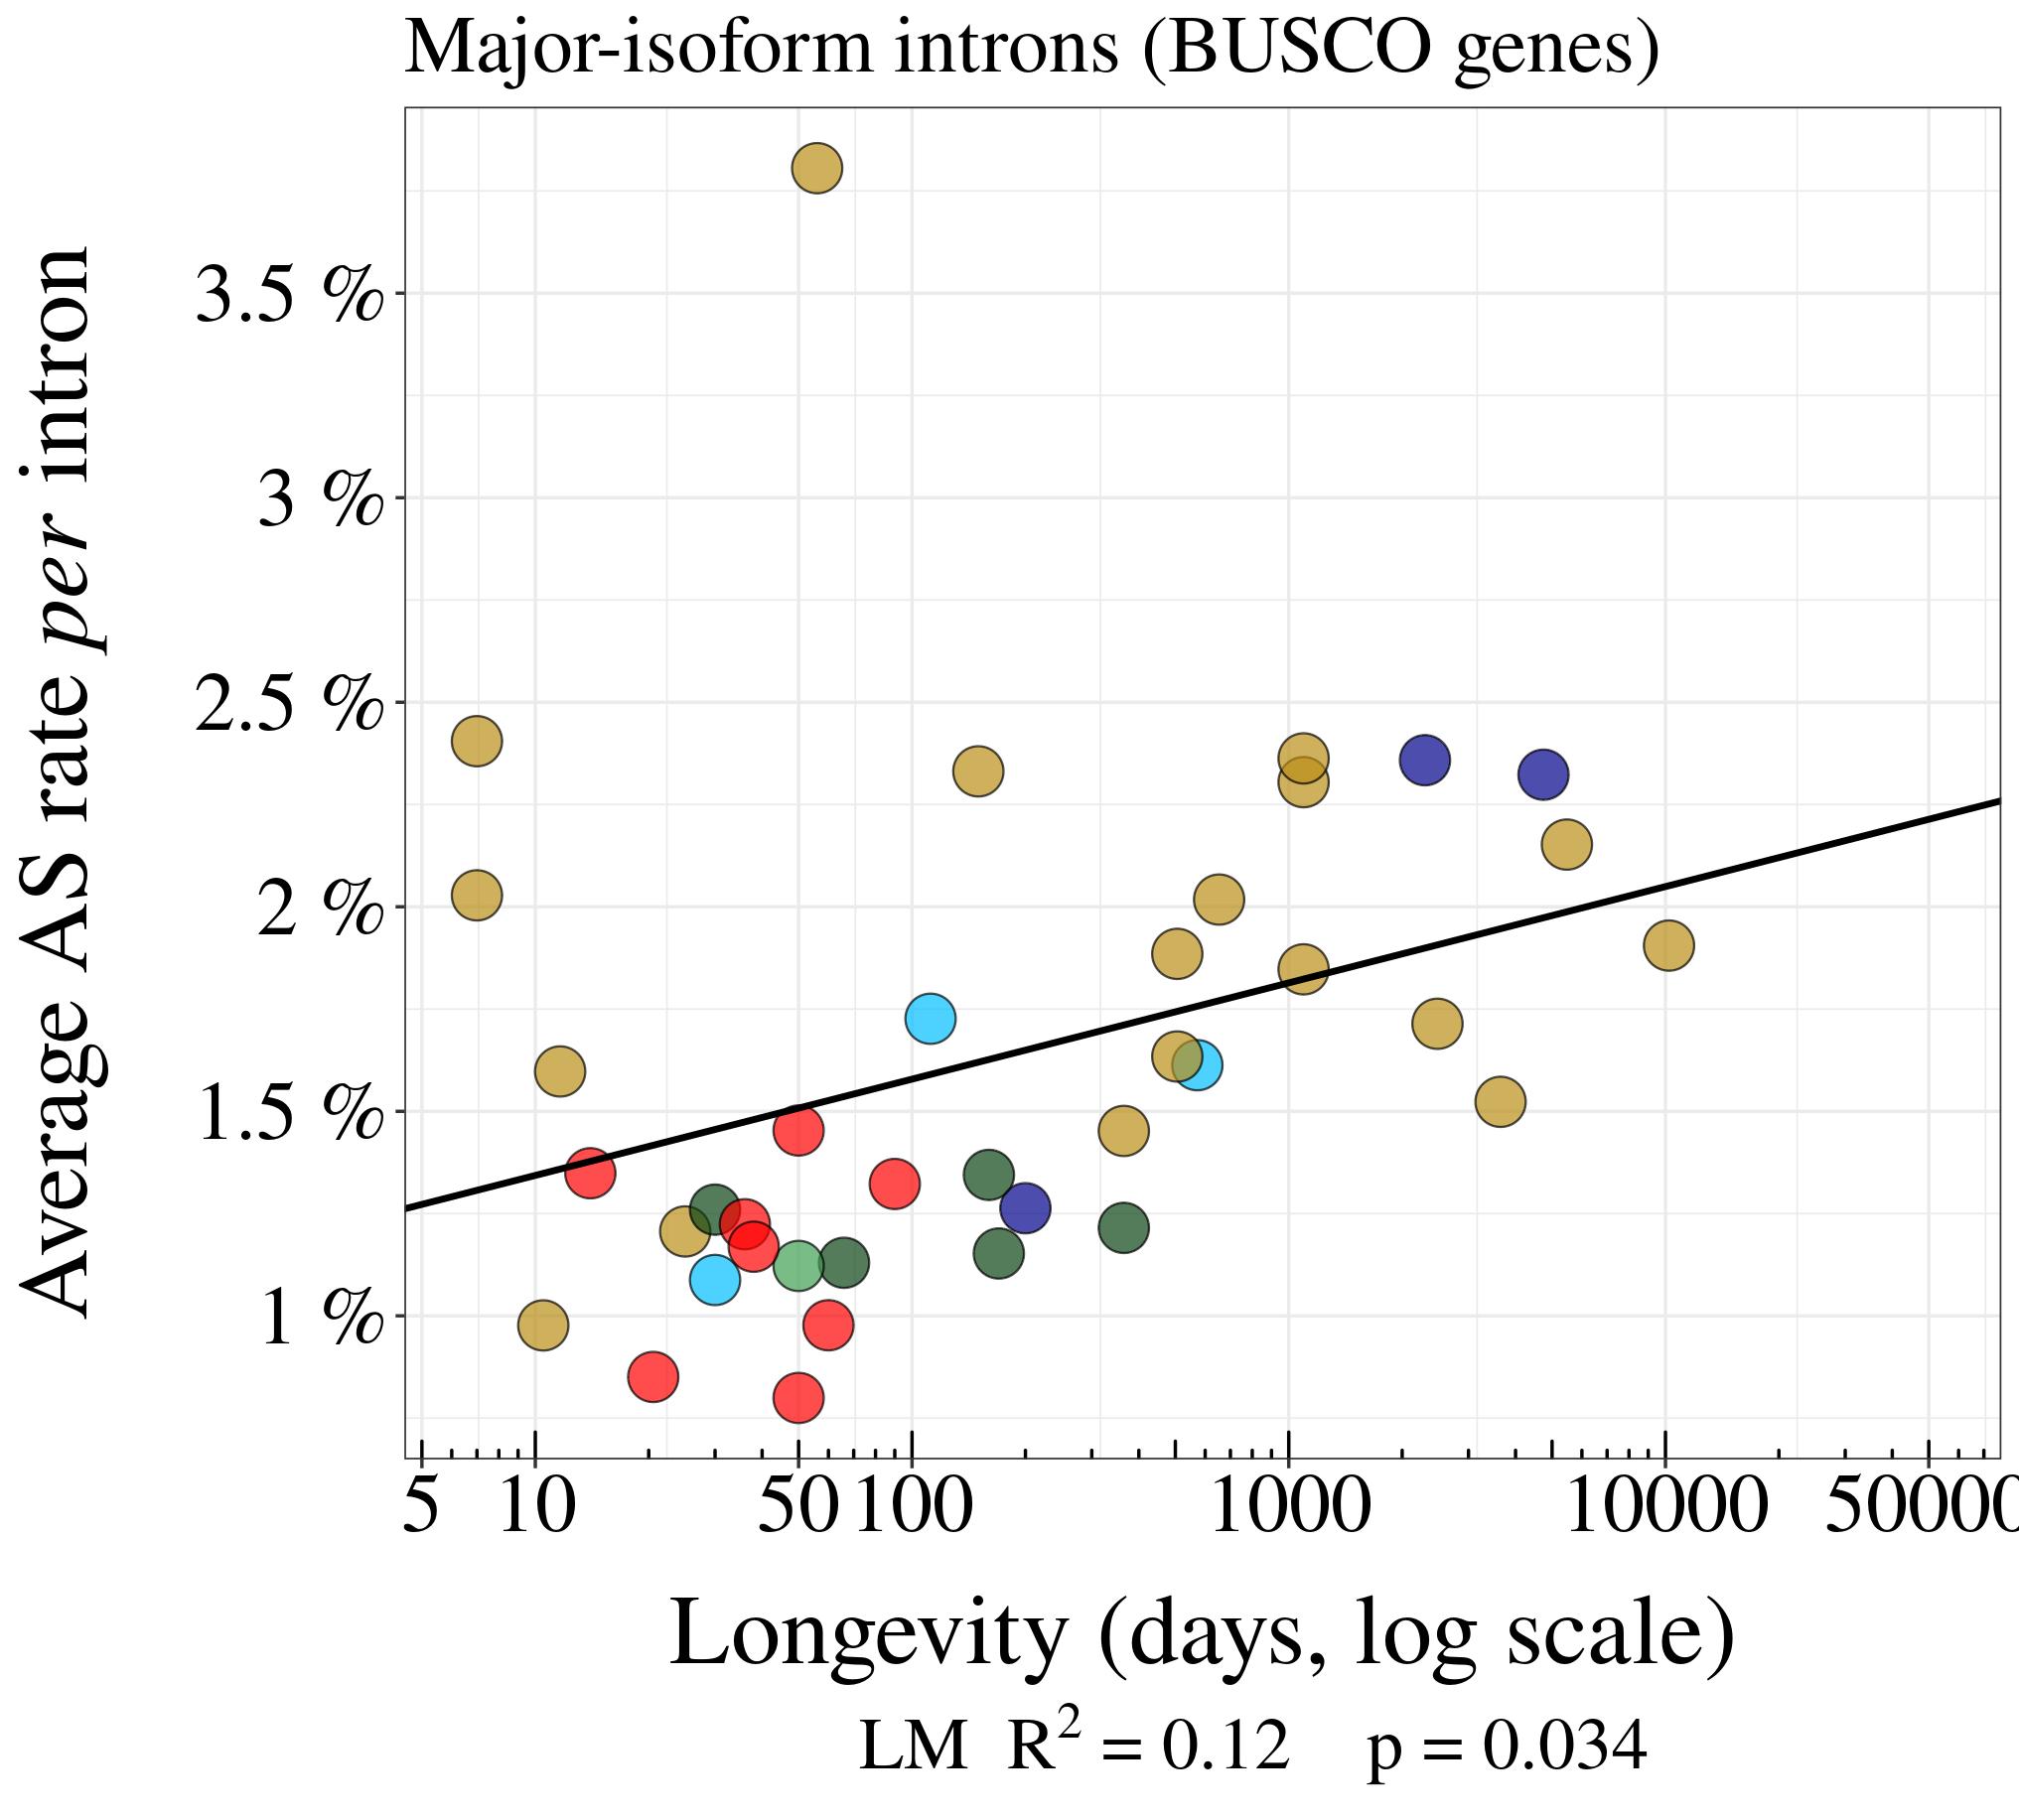 Major-isoform introns (BUSCO genes)
Average AS rate per intron
3.5 %
3 %
2.5 %
2 %
1.5 %
1 %
5 10 50 100 1000 10000 50000
Longevity (days, log scale)
LM R² = 0.12 p = 0.034